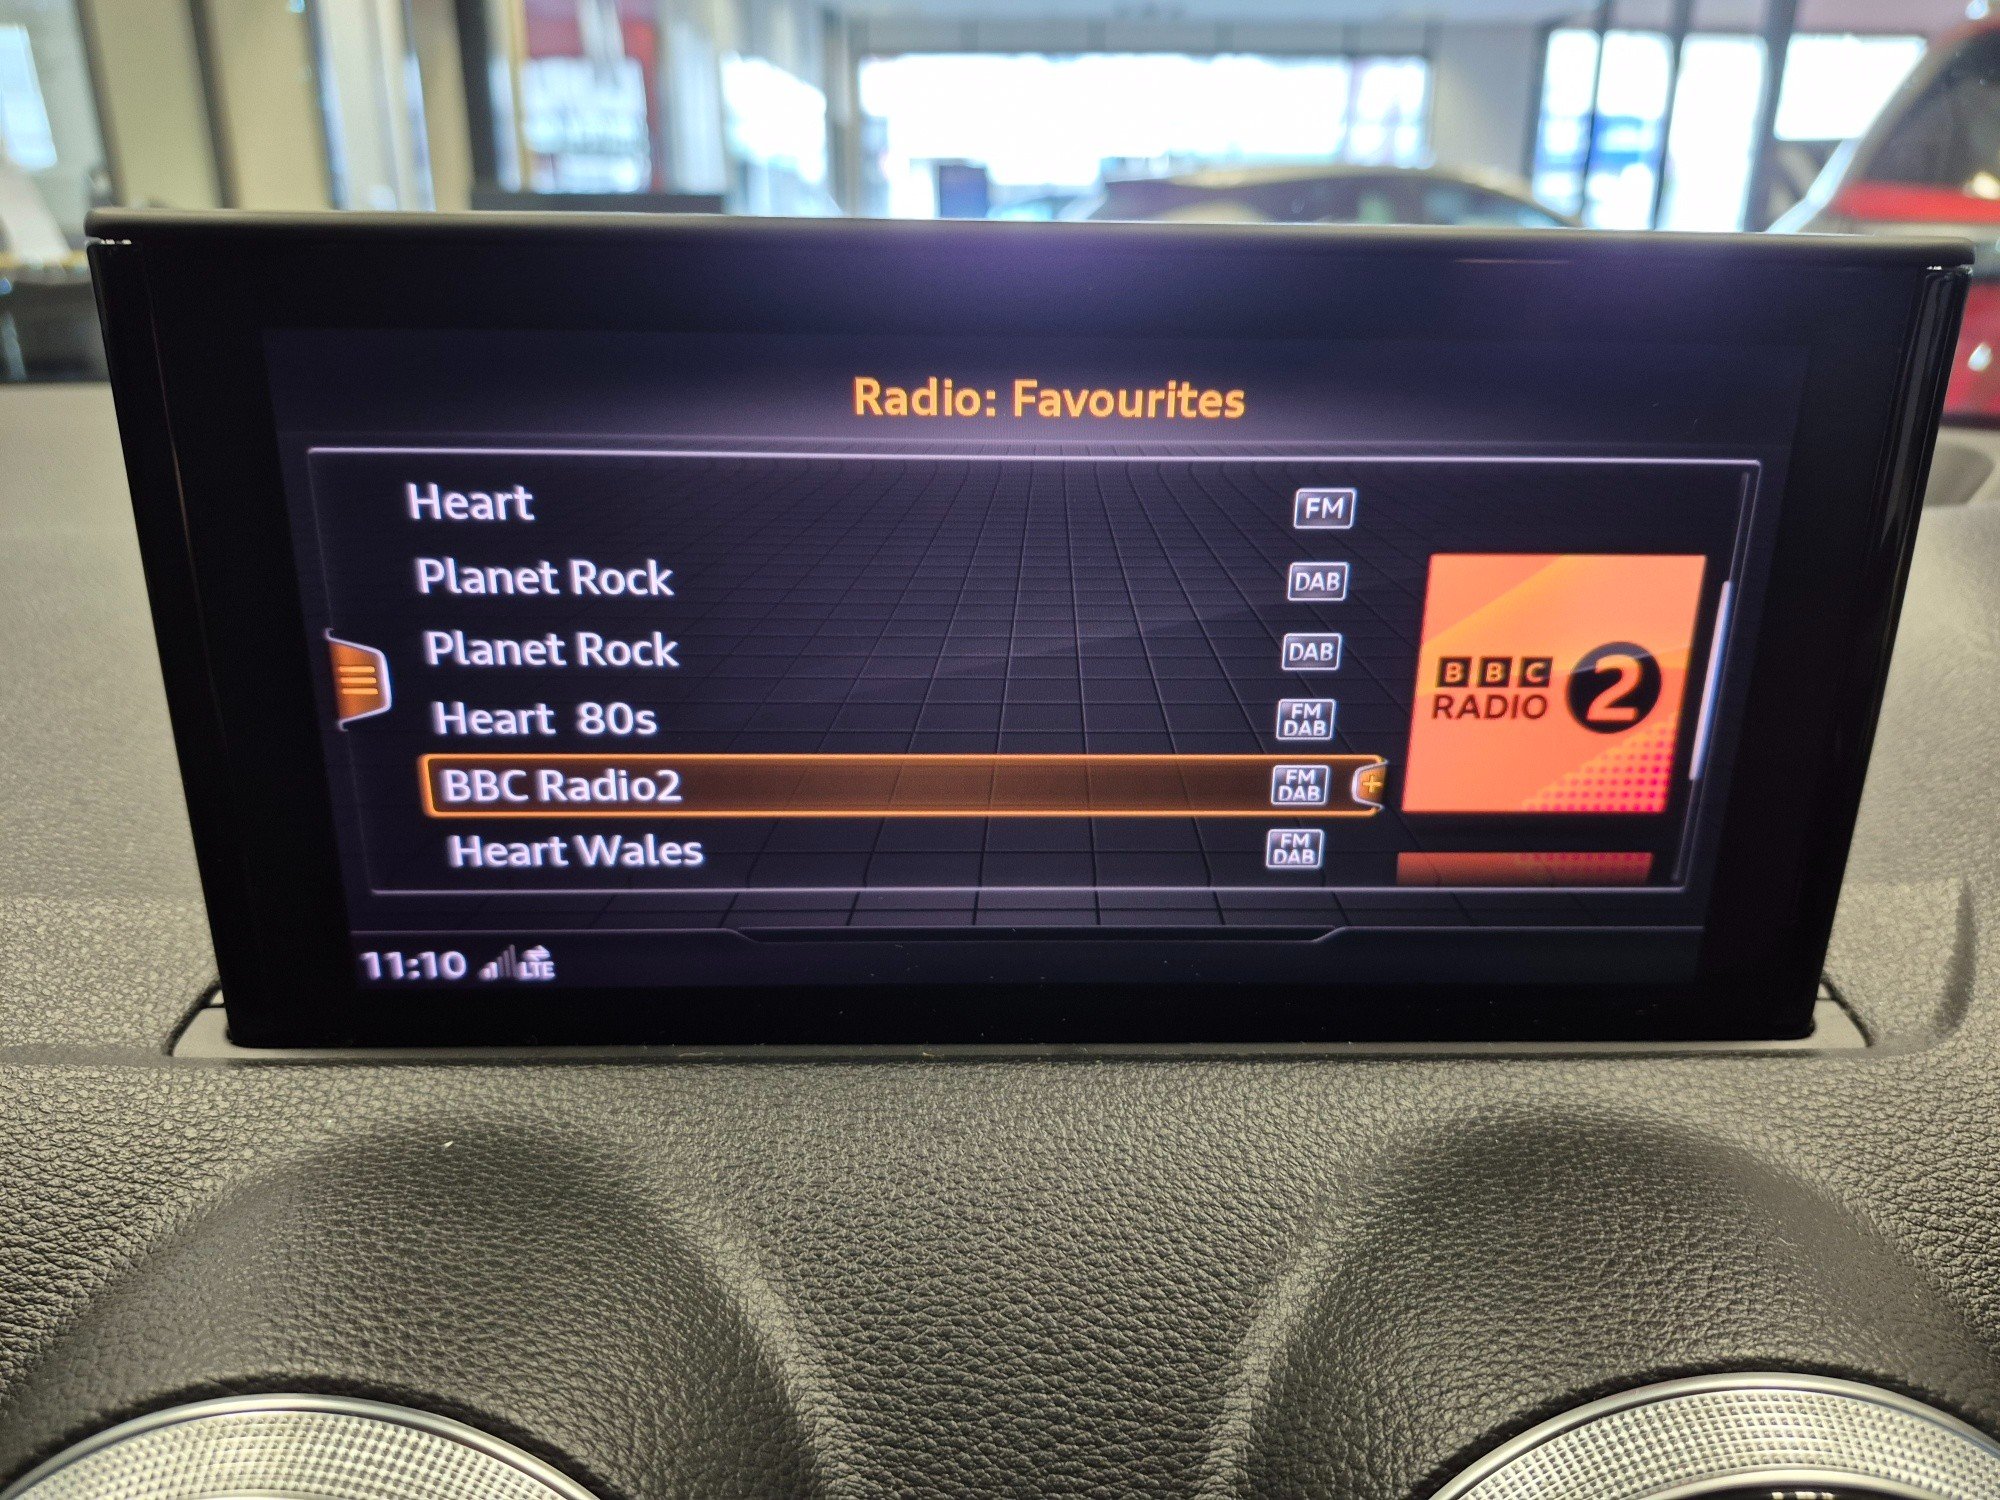 Radio: Favourites
Heart FM
Planet Rock DAB
Planet Rock DAB
Heart 80s FM DAB
BBC Radio2 FM DAB +
Heart Wales FM DAB
BBC
RADIO 2
11:10 LTE